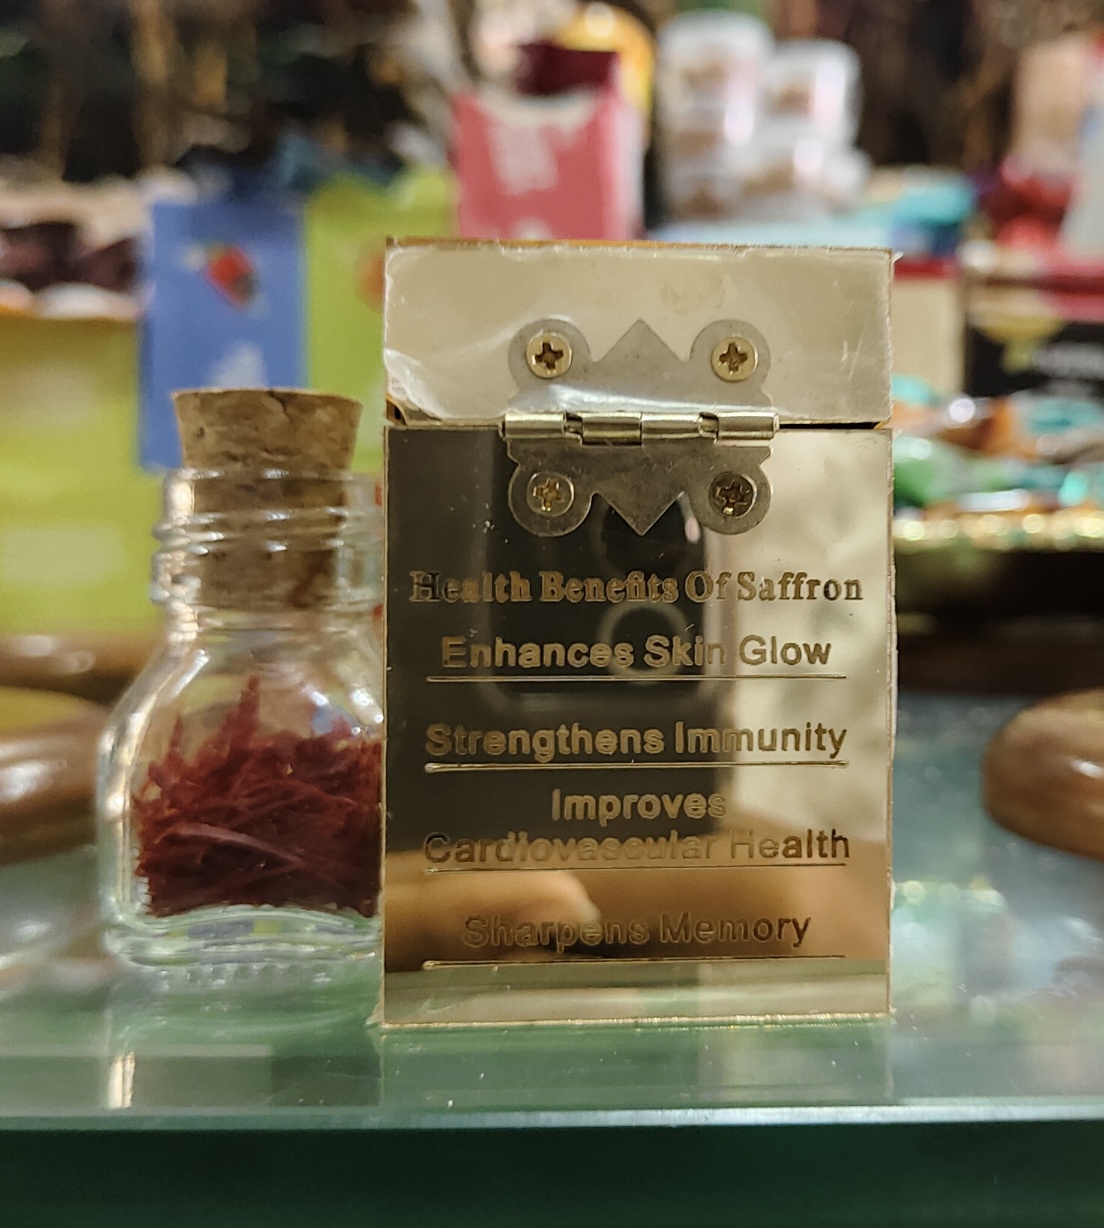 Health Benefits Of Saffron
Enhances Skin Glow
Strengthens Immunity
Improves
Cardiovascular Health
Sharpens Memory